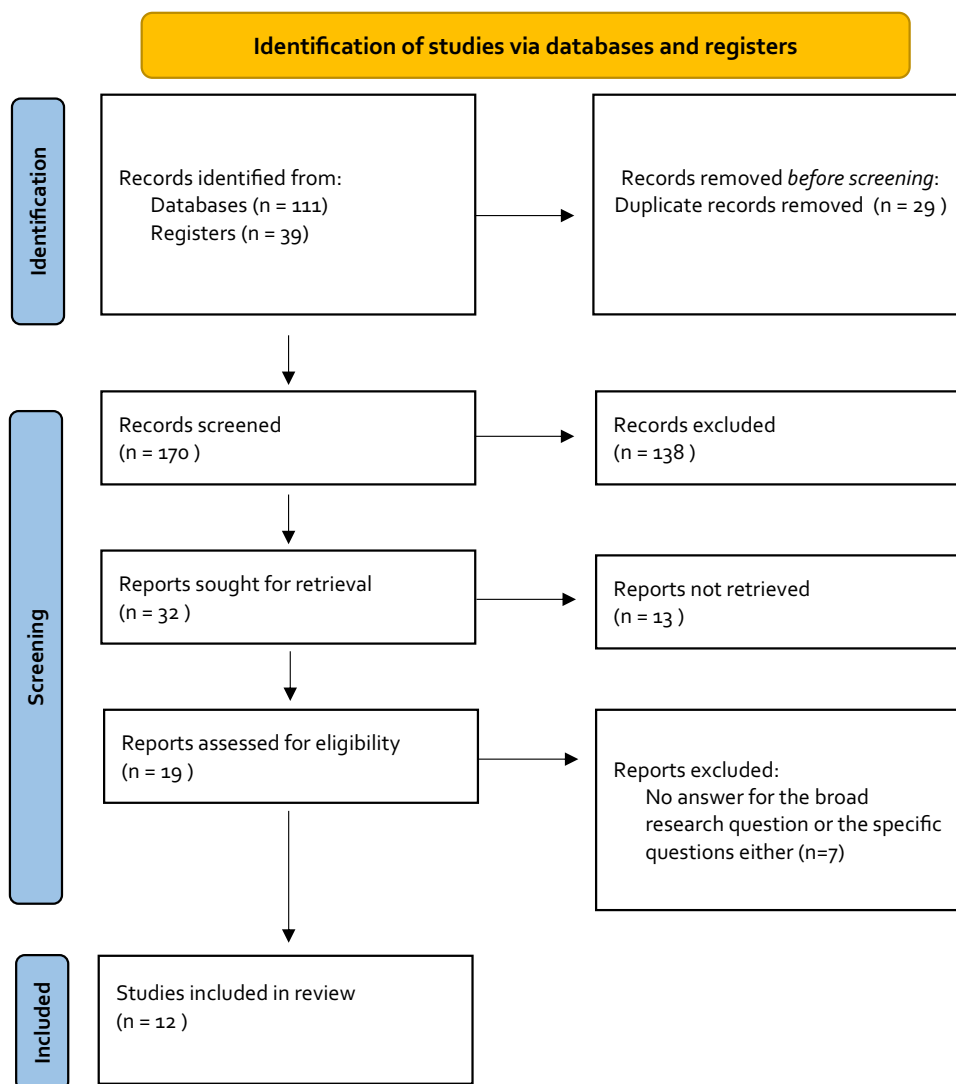 Identification of studies via databases and registers
Identification
Records identified from:
Databases (n = 111)
Registers (n = 39)
Records removed before screening:
Duplicate records removed (n = 29 )
Screening
Records screened
(n = 170 )
Records excluded
(n = 138 )
Reports sought for retrieval
(n = 32 )
Reports not retrieved
(n = 13 )
Reports assessed for eligibility
(n = 19 )
Reports excluded:
No answer for the broad
research question or the specific
questions either (n=7)
Included
Studies included in review
(n = 12 )